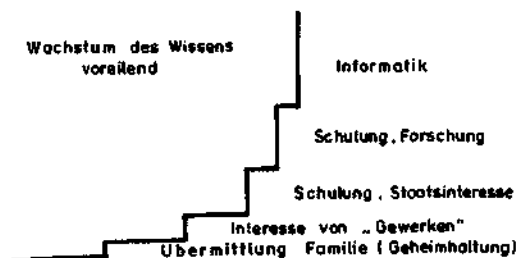 Wachstum des Wissens
voreilend
Informatik
Schulung, Forschung
Schulung, Staatsinteresse
Interesse von „Gewerken"
Übermittlung Familie (Geheimhaltung)